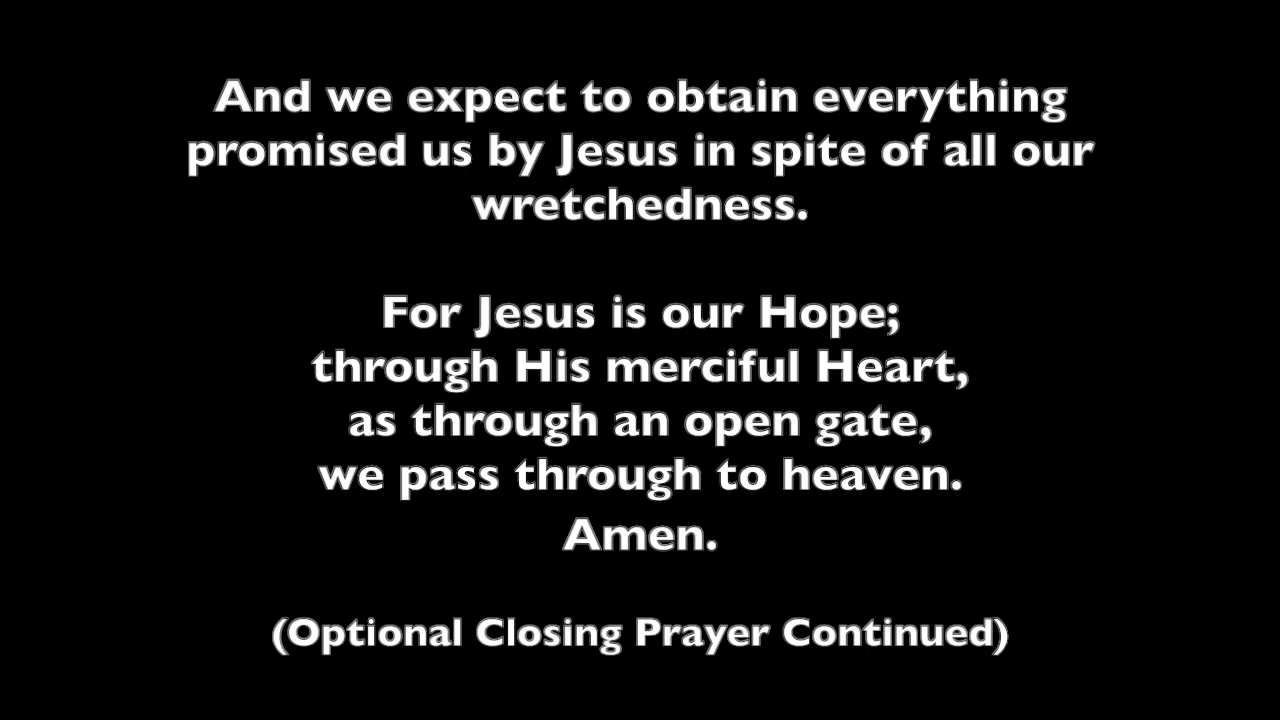 And we expect to obtain everything
promised us by Jesus in spite of all our
wretchedness.
For Jesus is our Hope;
through His merciful Heart,
as through an open gate,
we pass through to heaven.
Amen.
(Optional Closing Prayer Continued)